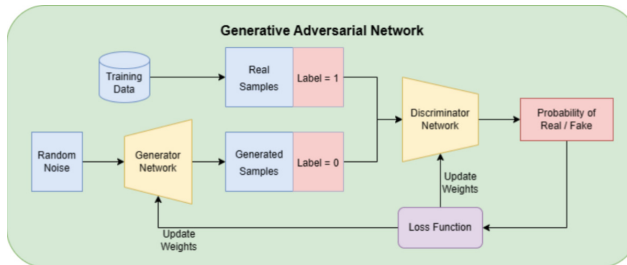 Generative Adversarial Network
Training
Data
Real
Samples
Label = 1
Discriminator
Network
Probability of
Real / Fake
Random
Noise
Generator
Network
Generated
Samples
Label = 0
Update
Weights
Update
Weights
Loss Function